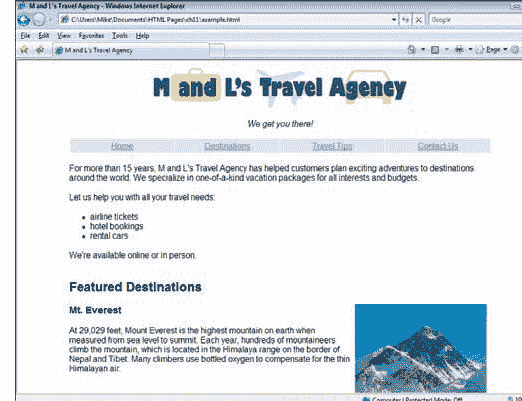 M and L's Travel Agency - Windows Internet Explorer
C:\Users\Mike\Documents\HTML Pages\ch11\example.html
Google
File Edit View Favorites Tools Help
M and L's Travel Agency
Page
M and L's Travel Agency
We get you there!
Home Destinations Travel Tips Contact Us
For more than 15 years, M and L's Travel Agency has helped customers plan exciting adventures to destinations
around the world. We specialize in one-of-a-kind vacation packages for all interests and budgets.
Let us help you with all your travel needs:
airline tickets
hotel bookings
rental cars
We're available online or in person.
Featured Destinations
Mt. Everest
At 29,029 feet, Mount Everest is the highest mountain on earth when
measured from sea level to summit. Each year, hundreds of mountaineers
climb the mountain, which is located in the Himalaya range on the border of
Nepal and Tibet. Many climbers use bottled oxygen to compensate for the thin
Himalayan air.
Computer | Protected Mode: Off